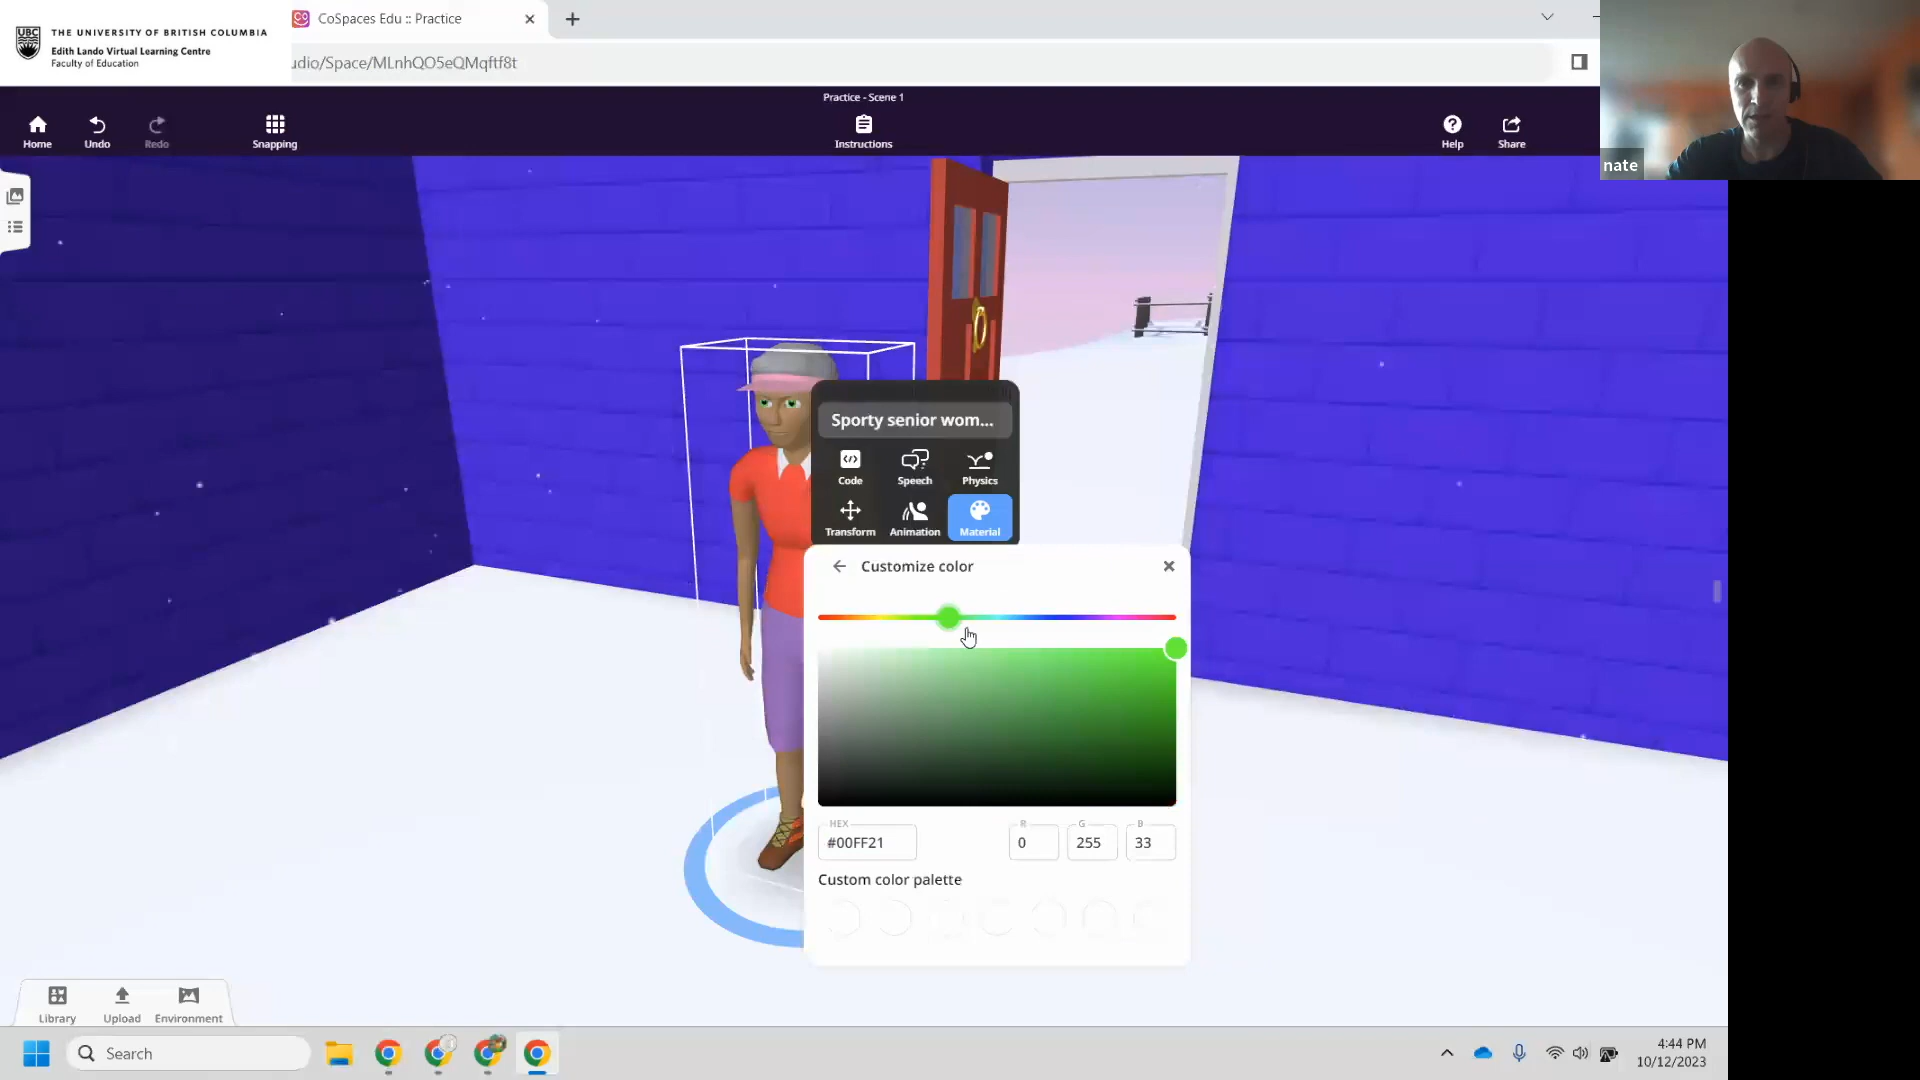 UBC
THE UNIVERSITY OF BRITISH COLUMBIA
Edith Lando Virtual Learning Centre
Faculty of Education
CoSpaces Edu :: Practice
udio/Space/MLnhQO5eQMqftf8t
nate
Practice - Scene 1
Home
Undo
Redo
Snapping
Instructions
Help
Share
Sporty senior wom...
Code
Speech
Physics
Transform
Animation
Material
Customize color
HEX
R
G
B
#00FF21
0
255
33
Custom color palette
Library
Upload
Environment
Search
4:44 PM
10/12/2023